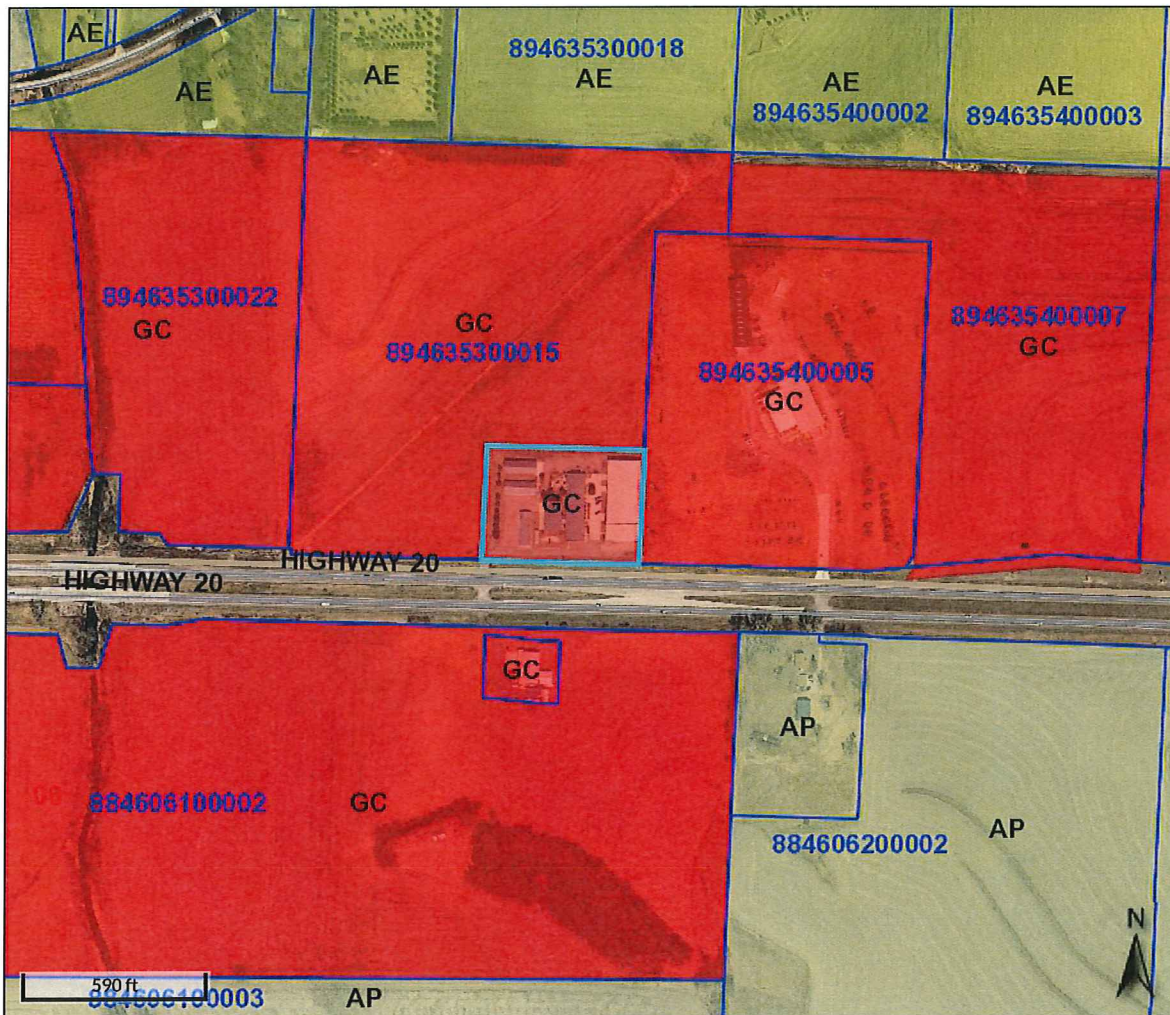 AE
AE
AE
894635300018
AE
AE
894635400002
AE
894635400003
894635300022
GC
GC
894635300015
894635400005
GC
894635400007
GC
GC
HIGHWAY 20
HIGHWAY 20
GC
AP
884606100002
GC
884606200002
AP
N
590 ft
884606100003
AP